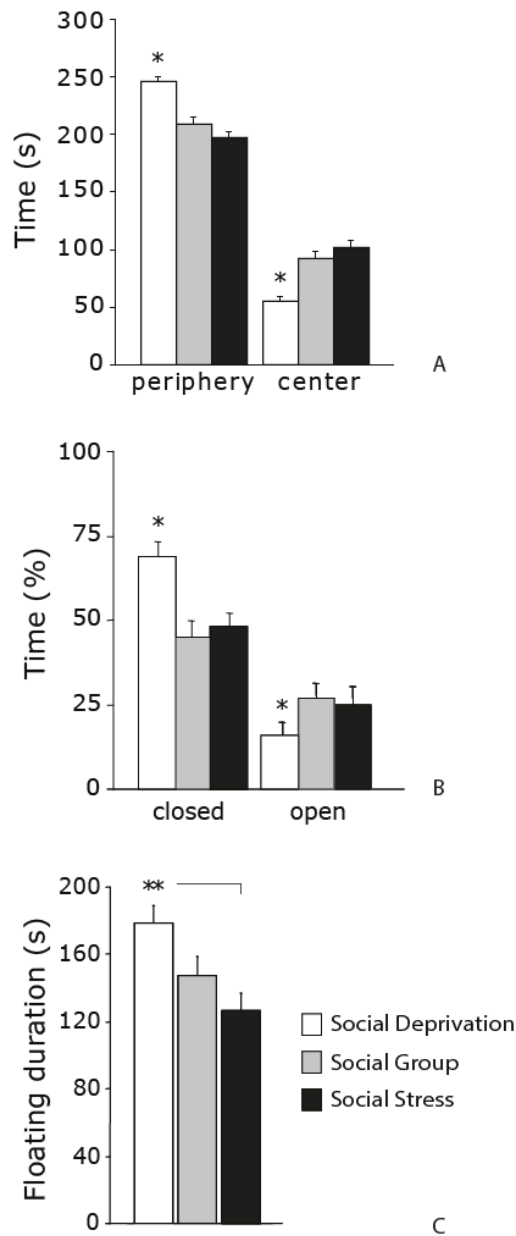 300
*
250
200
150
100
*
50
0
Time (s)
periphery center
A
100
*
75
50
25
*
0
Time (%)
closed open
B
200
**
160
120
80
40
0
Floating duration (s)
Social Deprivation
Social Group
Social Stress
C